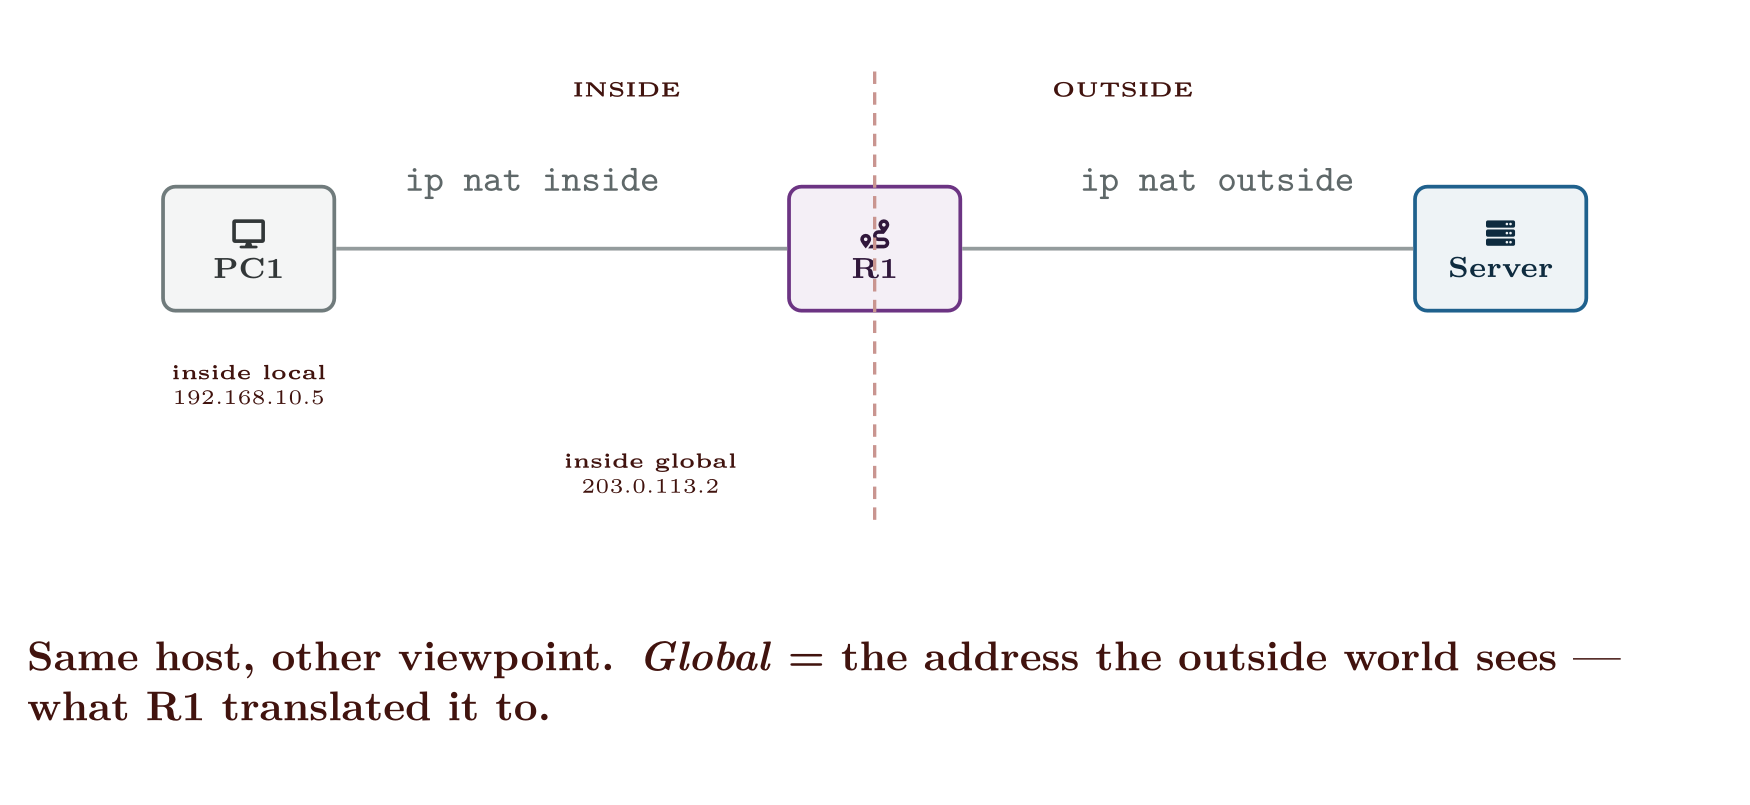 INSIDE
OUTSIDE
ip nat inside
ip nat outside
PC1
R1
Server
inside local
192.168.10.5
inside global
203.0.113.2
Same host, other viewpoint. Global = the address the outside world sees —
what R1 translated it to.